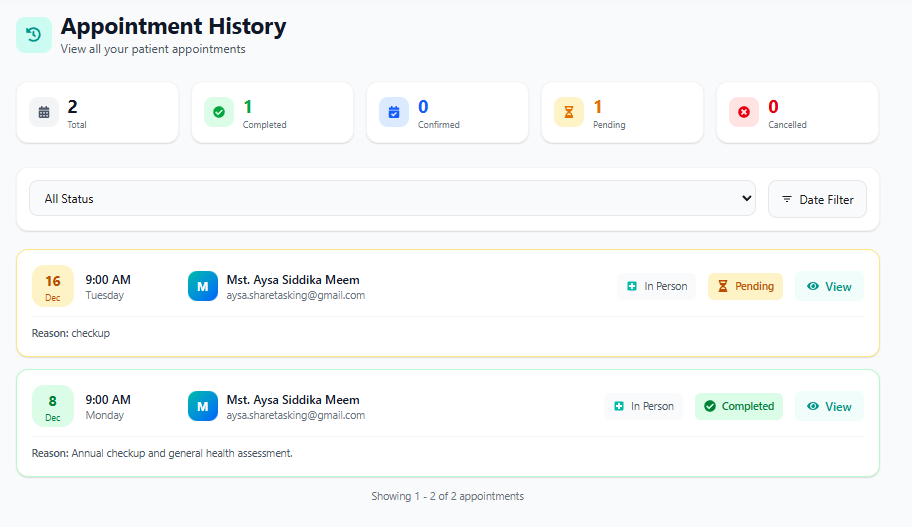 Appointment History
View all your patient appointments
2
Total
1
Completed
0
Confirmed
1
Pending
0
Cancelled
All Status
Date Filter
16
Dec
9:00 AM
Tuesday
M
Mst. Aysa Siddika Meem
aysa.sharetasking@gmail.com
In Person
Pending
View
Reason: checkup
8
Dec
9:00 AM
Monday
M
Mst. Aysa Siddika Meem
aysa.sharetasking@gmail.com
In Person
Completed
View
Reason: Annual checkup and general health assessment.
Showing 1 - 2 of 2 appointments